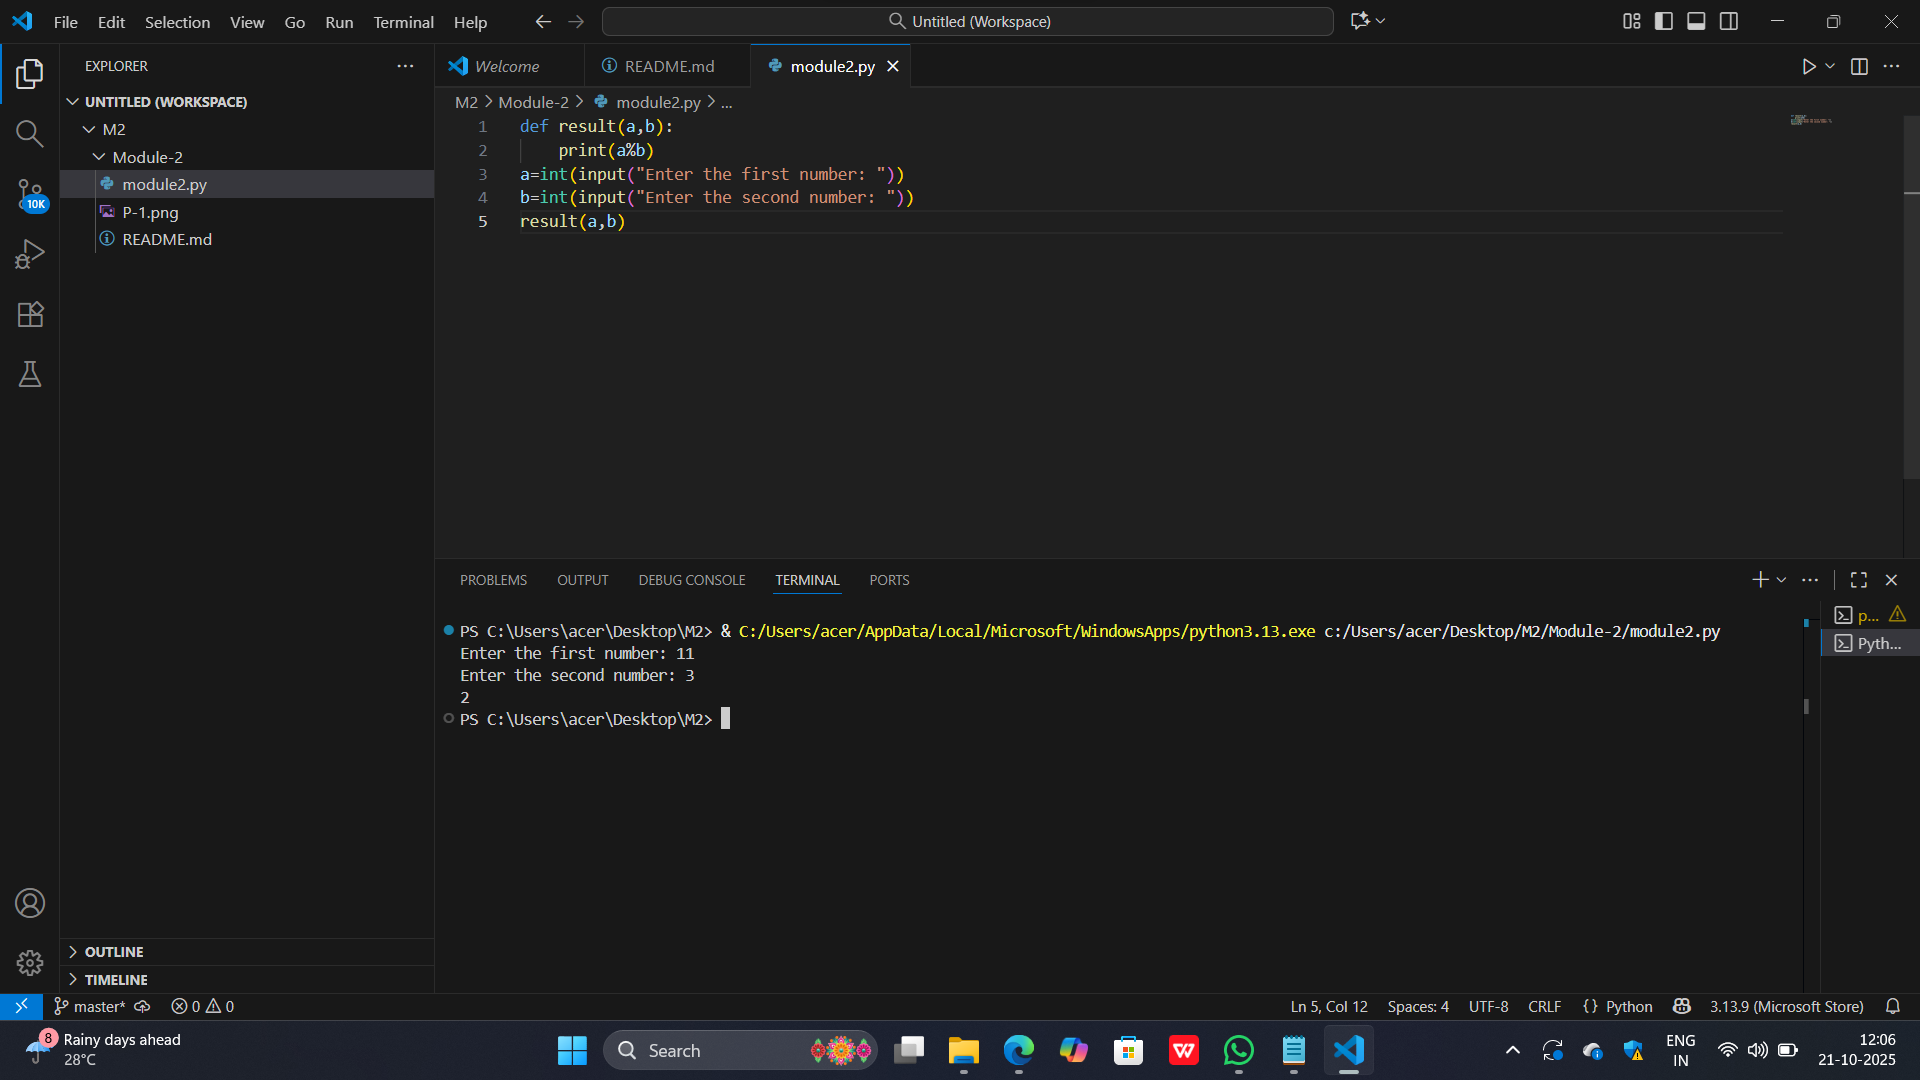 File Edit Selection View Go Run Terminal Help
Untitled (Workspace)
EXPLORER
UNTITLED (WORKSPACE)
M2
Module-2
module2.py
P-1.png
README.md
10K
OUTLINE
TIMELINE
Welcome
README.md
module2.py
M2 > Module-2 > module2.py > ...
1 def result(a,b):
2 print(a%b)
3 a=int(input("Enter the first number: "))
4 b=int(input("Enter the second number: "))
5 result(a,b)
PROBLEMS OUTPUT DEBUG CONSOLE TERMINAL PORTS
PS C:\Users\acer\Desktop\M2> & C:/Users/acer/AppData/Local/Microsoft/WindowsApps/python3.13.exe c:/Users/acer/Desktop/M2/Module-2/module2.py
Enter the first number: 11
Enter the second number: 3
2
PS C:\Users\acer\Desktop\M2>
p...
Pyth...
master* 0 0
Ln 5, Col 12 Spaces: 4 UTF-8 CRLF {} Python 3.13.9 (Microsoft Store)
8
Rainy days ahead
28°C
Search
W
ENG
IN
12:06
21-10-2025